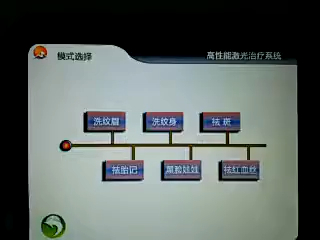 模式选择
高性能激光治疗系统
洗纹眉
洗纹身
祛 斑
祛胎记
黑脸娃娃
祛红血丝